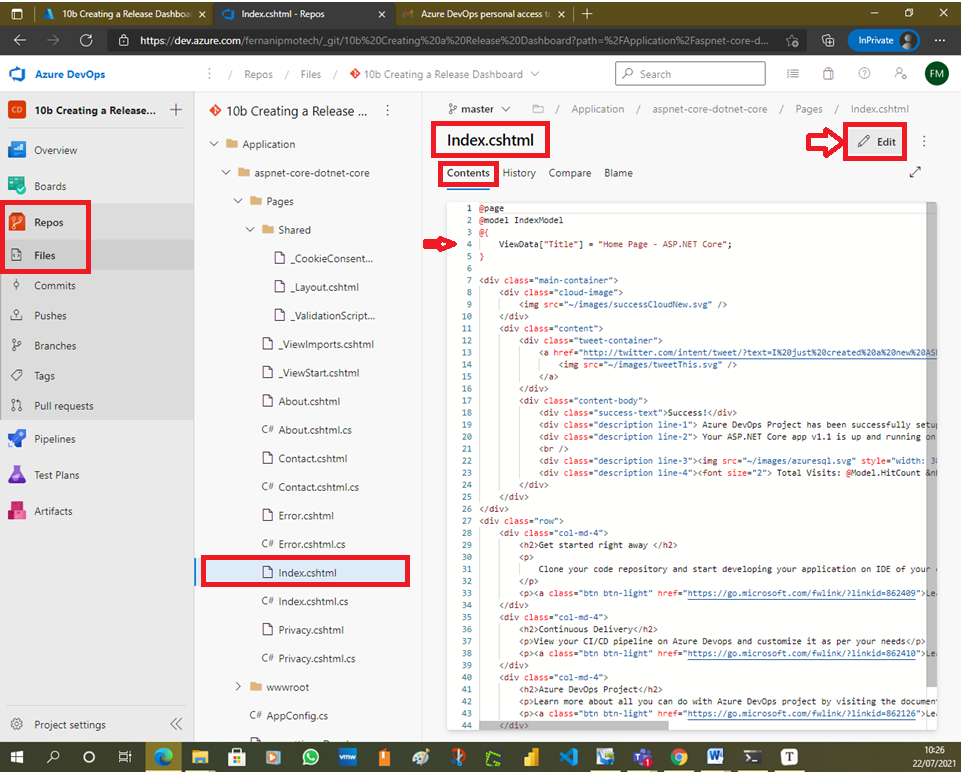 10b Creating a Release Dashboa
Index.cshtml - Repos
Azure DevOps personal access to
https://dev.azure.com/fernanipmotech/_git/10b%20Creating%20a%20Release%20Dashboard?path=%2FApplication%2Faspnet-core-d...
InPrivate
Azure DevOps
/ Repos / Files / 10b Creating a Release Dashboard
Search
FM
CD
10b Creating a Release...
Overview
Boards
Repos
Files
Commits
Pushes
Branches
Tags
Pull requests
Pipelines
Test Plans
Artifacts
Project settings
10b Creating a Release ...
Application
aspnet-core-dotnet-core
Pages
Shared
_CookieConsent...
_Layout.cshtml
_ValidationScript...
_ViewImports.cshtml
_ViewStart.cshtml
About.cshtml
C# About.cshtml.cs
Contact.cshtml
C# Contact.cshtml.cs
Error.cshtml
C# Error.cshtml.cs
Index.cshtml
C# Index.cshtml.cs
Privacy.cshtml
C# Privacy.cshtml.cs
wwwroot
C# AppConfig.cs
master / Application / aspnet-core-dotnet-core / Pages / Index.cshtml
Index.cshtml
Edit
Contents History Compare Blame
1 @page
2 @model IndexModel
3 @{
4 ViewData["Title"] = "Home Page - ASP.NET Core";
5 }
6
7 <div class="main-container">
8 <div class="cloud-image">
9 <img src="~/images/successCloudNew.svg" />
10 </div>
11 <div class="content">
12 <div class="tweet-container">
13 <a href="http://twitter.com/intent/tweet/?text=I%20just%20created%20a%20new%20AS
14 <img src="~/images/tweetThis.svg" />
15 </a>
16 </div>
17 <div class="content-body">
18 <div class="success-text">Success!</div>
19 <div class="description line-1"> Azure DevOps Project has been successfully setup
20 <div class="description line-2"> Your ASP.NET Core app v1.1 is up and running on
21 <br />
22 <div class="description line-3"><img src="~/images/azuresql.svg" style="width: 38
23 <div class="description line-4"><font size="2"> Total Visits: @Model.HitCount &n
24 </div>
25 </div>
26 </div>
27 <div class="row">
28 <div class="col-md-4">
29 <h2>Get started right away </h2>
30 <p>
31 Clone your code repository and start developing your application on IDE of your
32 </p>
33 <p><a class="btn btn-light" href="https://go.microsoft.com/fwlink/?linkid=862409">Le
34 </div>
35 <div class="col-md-4">
36 <h2>Continuous Delivery</h2>
37 <p>View your CI/CD pipeline on Azure Devops and customize it as per your needs</p>
38 <p><a class="btn btn-light" href="https://go.microsoft.com/fwlink/?linkid=862410">Le
39 </div>
40 <div class="col-md-4">
41 <h2>Azure DevOps Project</h2>
42 <p>Learn more about all you can do with Azure DevOps project by visiting the document
43 <p><a class="btn btn-light" href="https://go.microsoft.com/fwlink/?linkid=862126">Le
44 </div>
10:26
22/07/2021